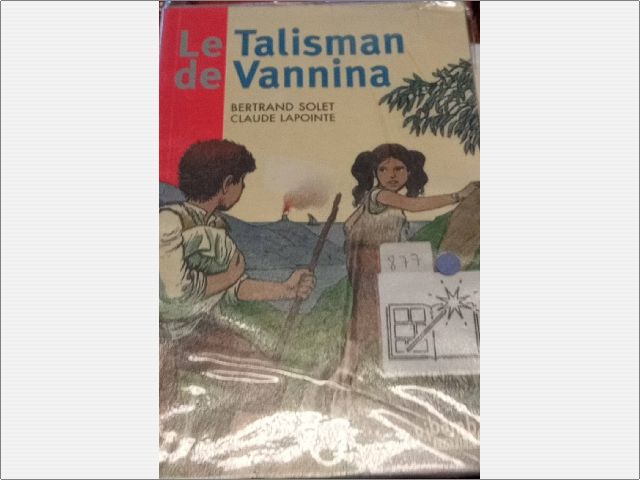 Le Talisman
de Vannina
BERTRAND SOLET
CLAUDE LAPOINTE
877